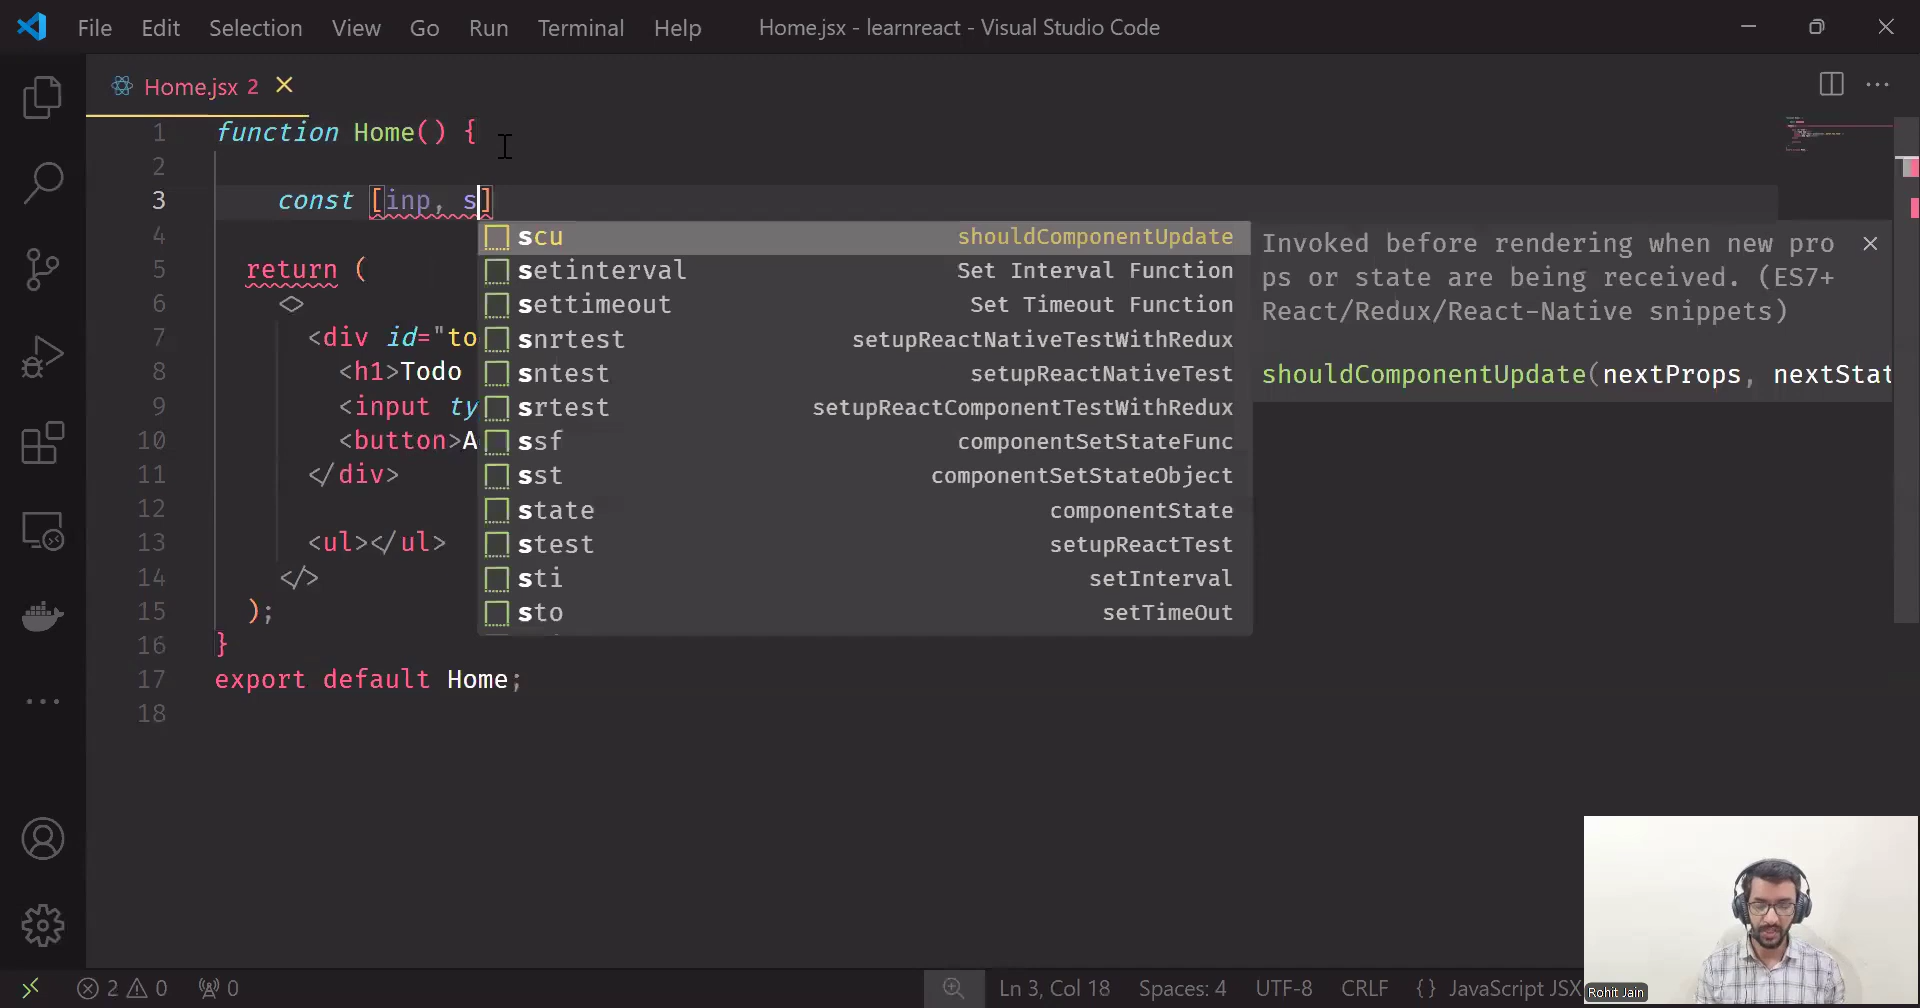 File Edit Selection View Go Run Terminal Help Home.jsx - learnreact - Visual Studio Code
Home.jsx 2
1 function Home() {
2
3 const [inp, s]
4
5 return (
6 <>
7 <div id="to
8 <h1>Todo
9 <input ty
10 <button>A
11 </div>
12
13 <ul></ul>
14 </>
15 );
16 }
17 export default Home;
18
scu shouldComponentUpdate
setinterval Set Interval Function
settimeout Set Timeout Function
snrtest setupReactNativeTestWithRedux
sntest setupReactNativeTest
srtest setupReactComponentTestWithRedux
ssf componentSetStateFunc
sst componentSetStateObject
state componentState
stest setupReactTest
sti setInterval
sto setTimeOut
Invoked before rendering when new pro
ps or state are being received. (ES7+
React/Redux/React-Native snippets)
shouldComponentUpdate(nextProps, nextStat
Rohit Jain
2 0 0 Ln 3, Col 18 Spaces: 4 UTF-8 CRLF {} JavaScript JSX